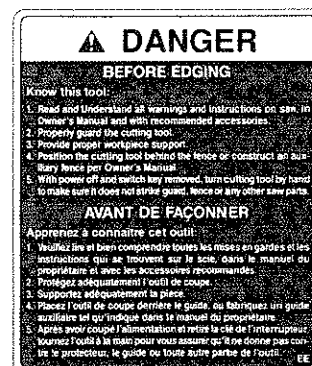 DANGER
BEFORE EDGING
Know this tool:
1. Read and Understand all warnings and instructions on saw, in
Owner's Manual and with recommended accessories.
2. Properly guard the cutting tool.
3. Provide proper workpiece support.
4. Position the cutting tool behind the fence or construct an aux-
iliary fence per Owner's Manual.
5. With power off and switch key removed, turn cutting tool by hand
to make sure it does not strike guard, fence or any other saw parts.
AVANT DE FAÇONNER
Apprenez à connaître cet outil:
1. Veuillez lire et bien comprendre toutes les mises en gardes et les
instructions qui se trouvent sur la scie, dans le manuel du
propriétaire et avec les accessoires recommandés.
2. Protégez adéquatement l'outil de coupe.
3. Supportez adéquatement la pièce.
4. Placez l'outil de coupe derrière le guide, ou fabriquez un guide
auxiliaire tel qu'indiqué dans le manuel du propriétaire.
5. Après avoir coupé l'alimentation et retiré la clé de l'interrupteur,
tournez l'outil à la main pour vous assurer qu'il ne donne pas con-
tre le protecteur, le guide ou toute autre partie de l'outil.
EE